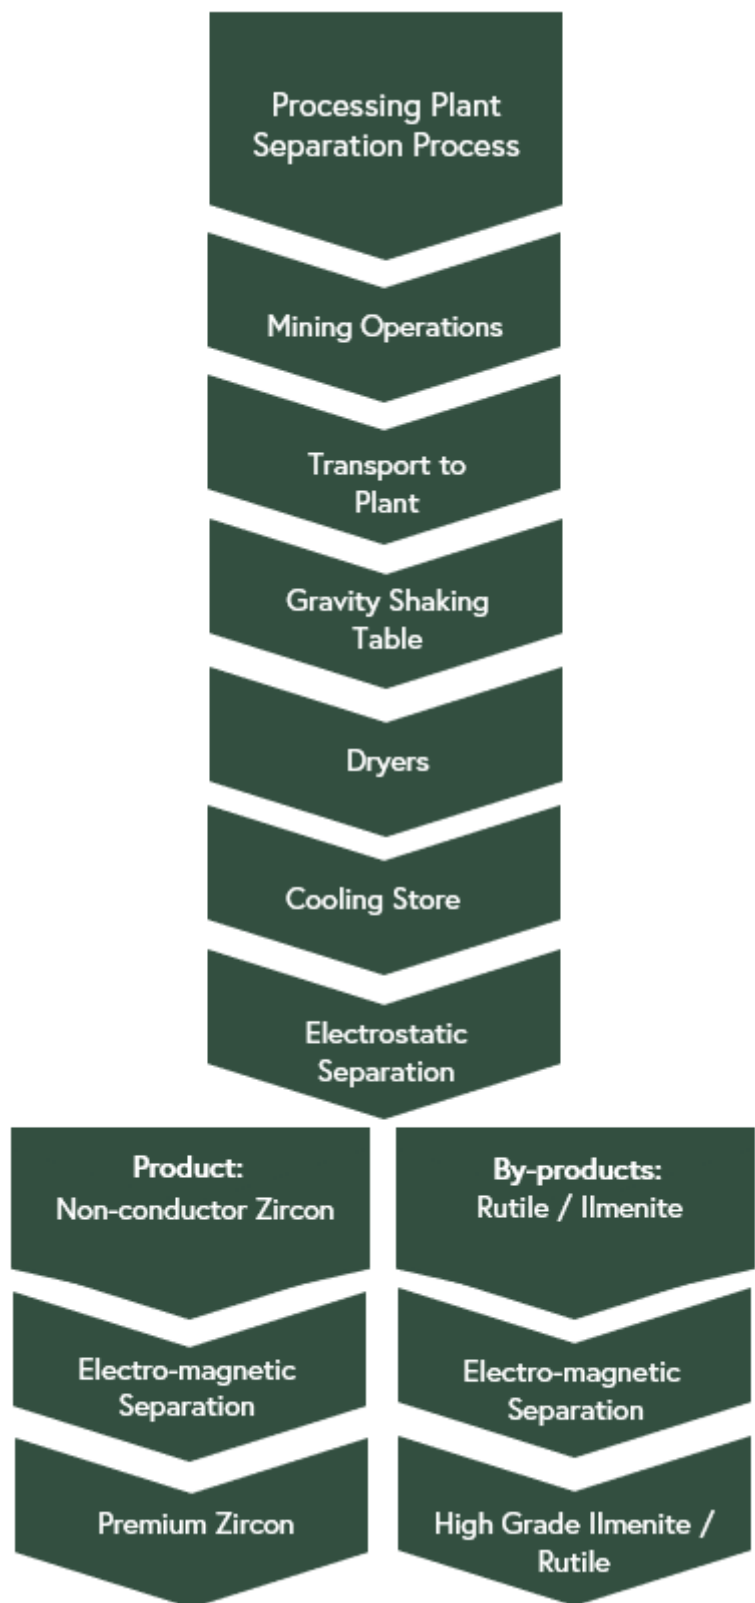 Processing Plant
Separation Process
Mining Operations
Transport to
Plant
Gravity Shaking
Table
Dryers
Cooling Store
Electrostatic
Separation
Product:
Non-conductor Zircon
Electro-magnetic
Separation
Premium Zircon
By-products:
Rutile / Ilmenite
Electro-magnetic
Separation
High Grade Ilmenite /
Rutile